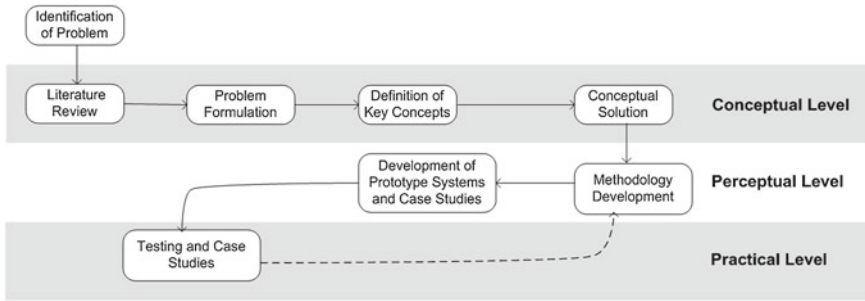 Identification
of Problem
Literature
Review
Problem
Formulation
Definition of
Key Concepts
Conceptual
Solution
Conceptual Level
Development of
Prototype Systems
and Case Studies
Methodology
Development
Perceptual Level
Testing and Case
Studies
Practical Level